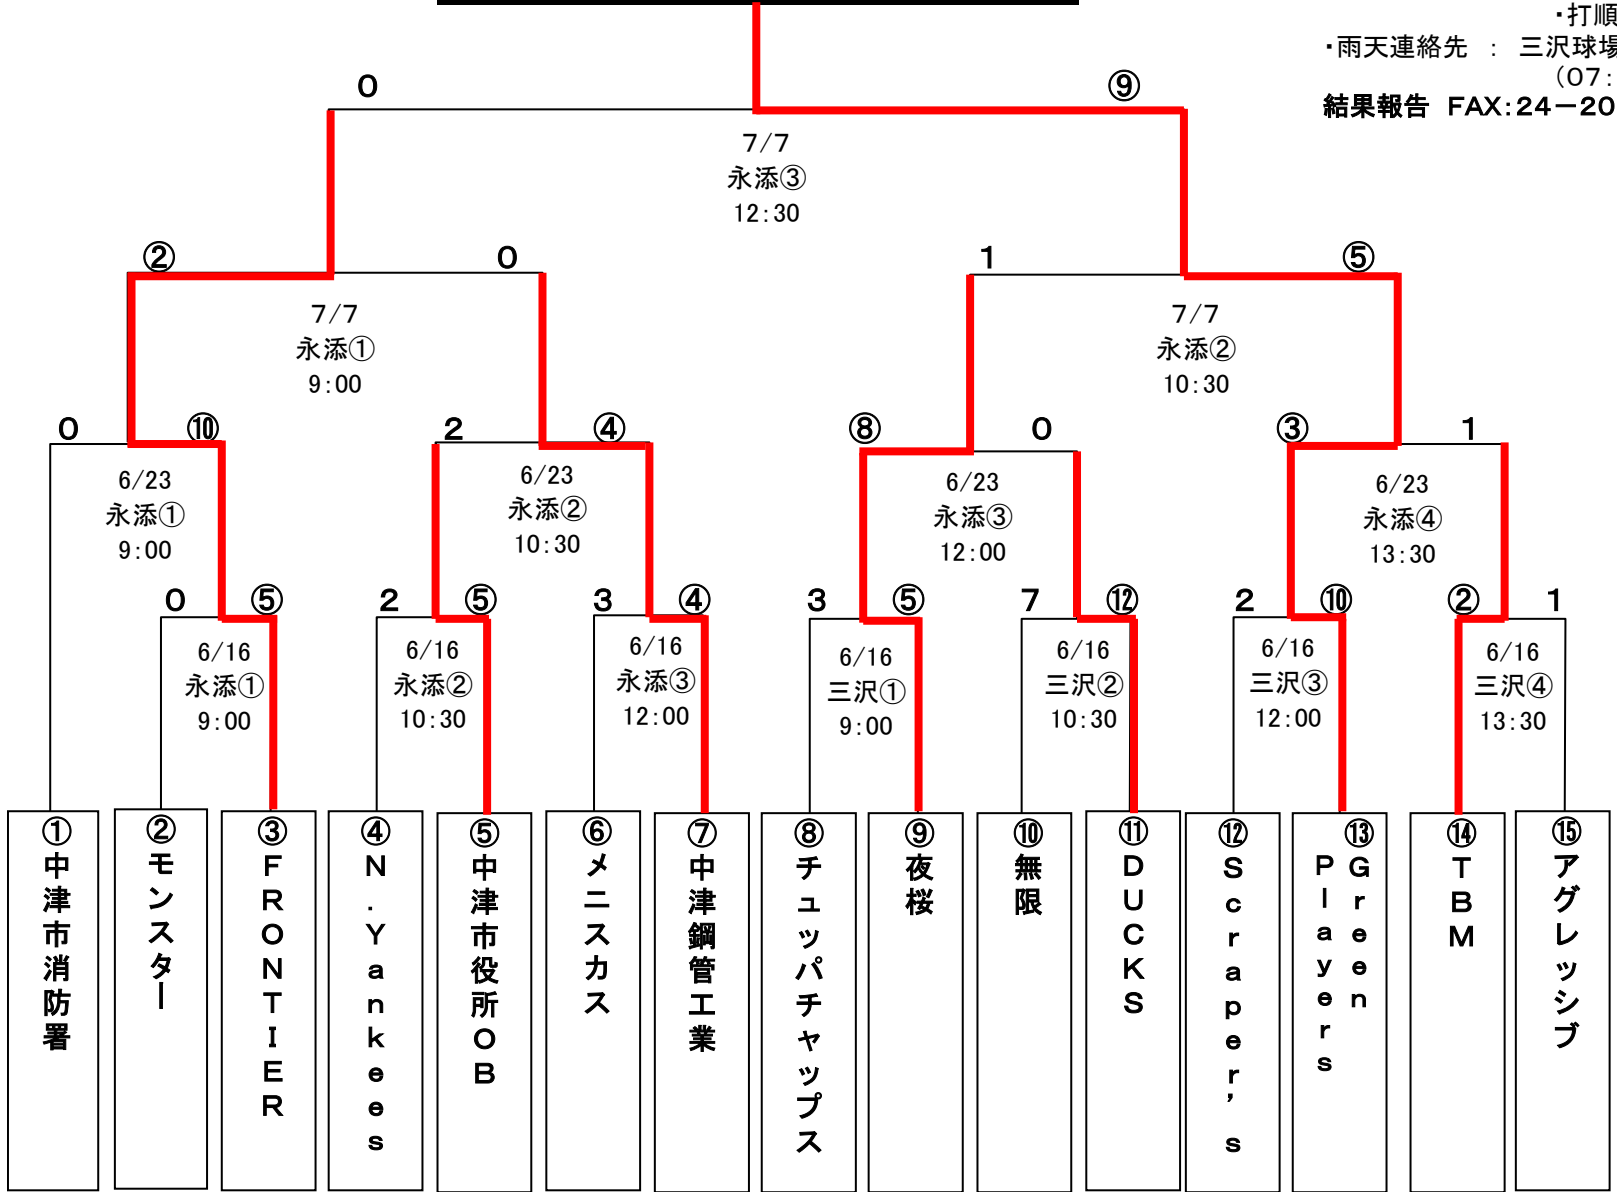 ・打順
・雨天連絡先 ： 三沢球場
(07:
結果報告 FAX:24－20
0 ⑨
7/7
永添③
12:30
② 0 1 ⑤
7/7
永添①
9:00
7/7
永添②
10:30
0 ⑩ 2 ④ ⑧ 0 ③ 1
6/23
永添①
9:00
6/23
永添②
10:30
6/23
永添③
12:00
6/23
永添④
13:30
0 ⑤ 2 ⑤ 3 ④ 3 ⑤ 7 ⑫ 2 ⑩ ② 1
6/16
永添①
9:00
6/16
永添②
10:30
6/16
永添③
12:00
6/16
三沢①
9:00
6/16
三沢②
10:30
6/16
三沢③
12:00
6/16
三沢④
13:30
①中津市消防署
②モンスター
③FRONTIER
④N.Yankees
⑤中津市役所OB
⑥メニスカス
⑦中津鋼管工業
⑧チュッパチャップス
⑨夜桜
⑩無限
⑪DUCKS
⑫Scraper’s
⑬Green
Players
⑭TBM
⑮アグレッシブ